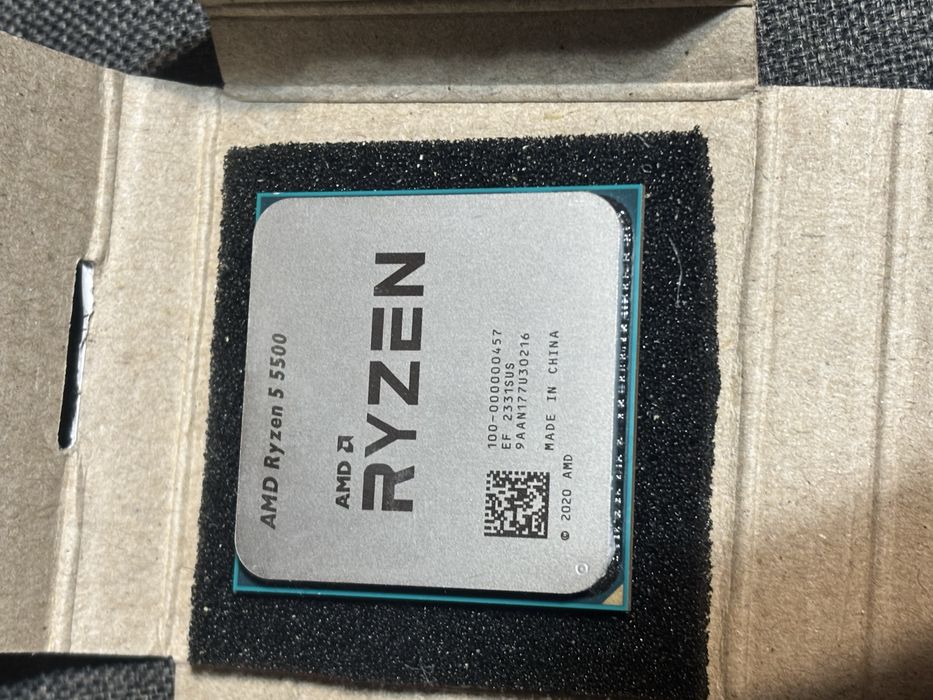 AMD Ryzen 5 5500
AMD
RYZEN
100-000000457
EF 2331SUS
9AAN177U30216
MADE IN CHINA
© 2020 AMD